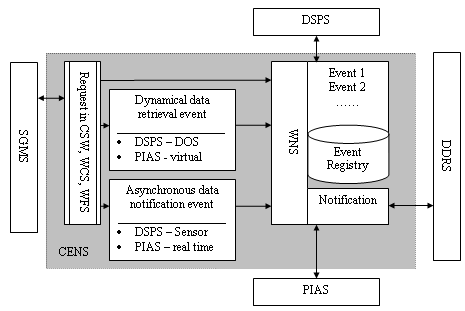 DSPS
SGMS
Request in CSW, WCS, WFS
Dynamical data
retrieval event
• DSPS – DOS
• PIAS - virtual
Asynchronous data
notification event
• DSPS – Sensor
• PIAS – real time
CENS
WNS
Event 1
Event 2
……
Event
Registry
Notification
DDRS
PIAS